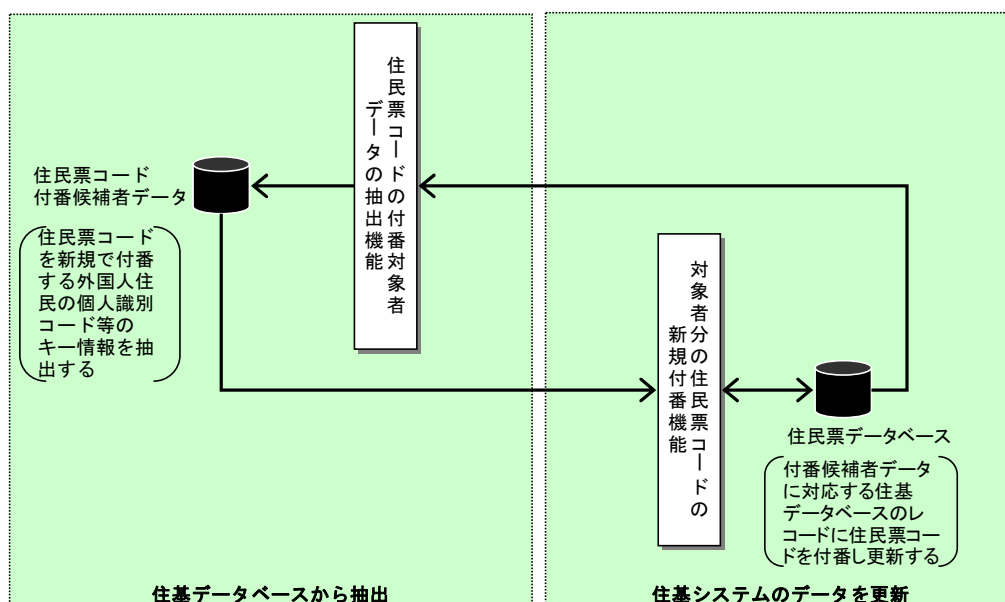 住民票コードの付番対象者
データの抽出機能
住民票コード
付番候補者データ
住民票コード
を新規で付番
する外国人住
民の個人識別
コード等の
キー情報を抽
出する
対象者分の住民票コードの
新規付番機能
住民票データベース
付番候補者データ
に対応する住基
データベースのレ
コードに住民票コー
ドを付番し更新する
住基データベースから抽出
住基システムのデータを更新